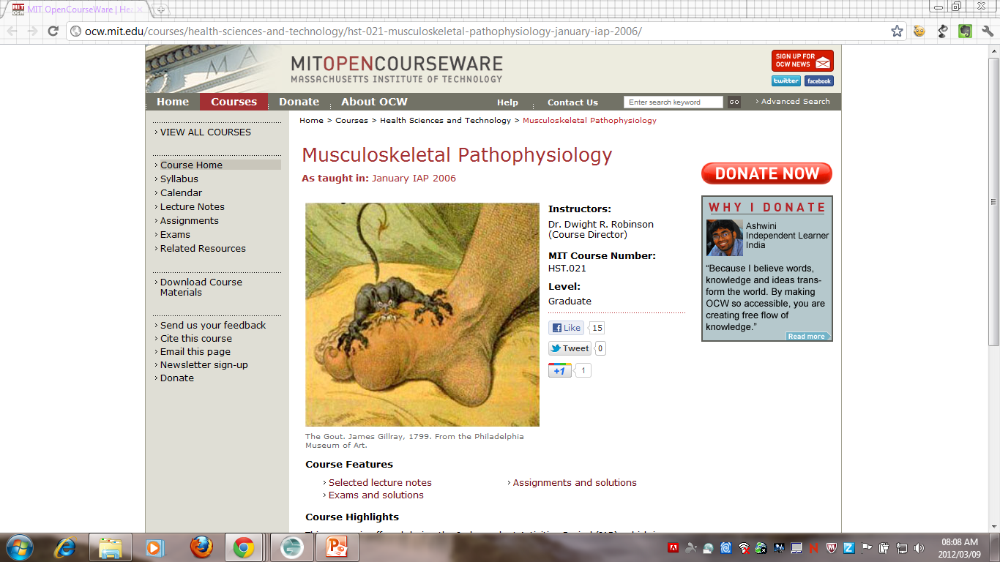 MIT OpenCourseWare | He
ocw.mit.edu/courses/health-sciences-and-technology/hst-021-musculoskeletal-pathophysiology-january-iap-2006/
MITOPENCOURSEWARE
MASSACHUSETTS INSTITUTE OF TECHNOLOGY
SIGN UP FOR
OCW NEWS
twitter
facebook
Home
Courses
Donate
About OCW
Help
Contact Us
Enter search keyword
GO
Advanced Search
VIEW ALL COURSES
Course Home
Syllabus
Calendar
Lecture Notes
Assignments
Exams
Related Resources
Download Course
Materials
Send us your feedback
Cite this course
Email this page
Newsletter sign-up
Donate
Home > Courses > Health Sciences and Technology > Musculoskeletal Pathophysiology
Musculoskeletal Pathophysiology
As taught in: January IAP 2006
The Gout. James Gillray, 1799. From the Philadelphia
Museum of Art.
Instructors:
Dr. Dwight R. Robinson
(Course Director)
MIT Course Number:
HST.021
Level:
Graduate
Like 15
Tweet 0
+1 1
DONATE NOW
WHY I DONATE
Ashwini
Independent Learner
India
“Because I believe words,
knowledge and ideas trans-
form the world. By making
OCW so accessible, you are
creating free flow of
knowledge.”
Read more
Course Features
Selected lecture notes
Exams and solutions
Assignments and solutions
Course Highlights
08:08 AM
2012/03/09